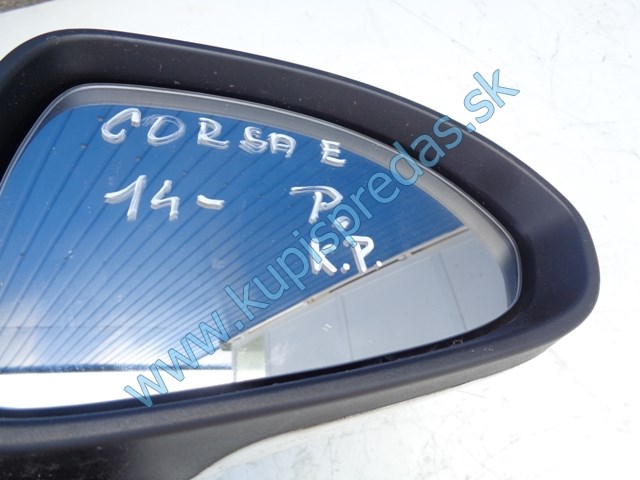 CORSA E
14- P.
K.P.
www.kupispredas.sk